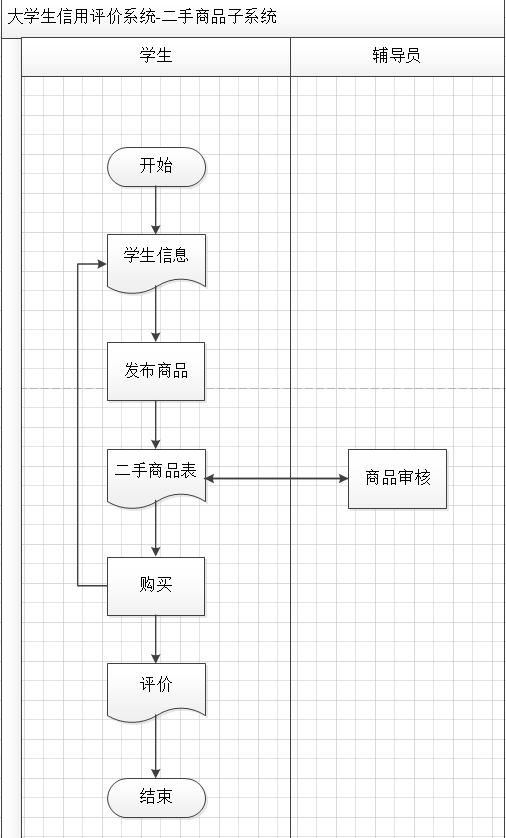 大学生信用评价系统-二手商品子系统
学生
辅导员
开始
学生信息
发布商品
二手商品表
商品审核
购买
评价
结束